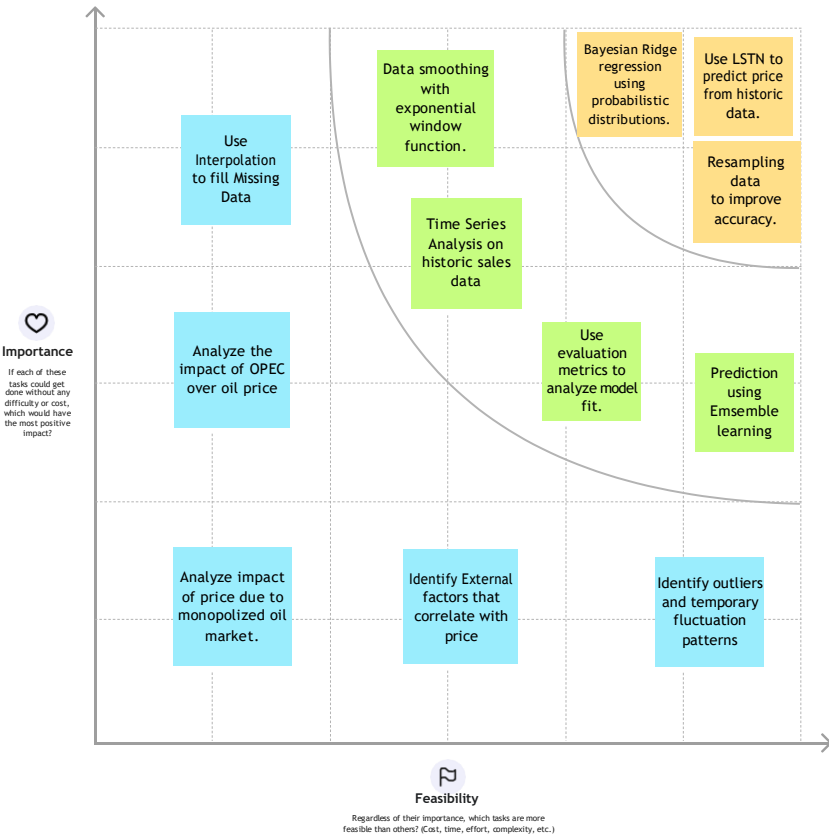 Bayesian Ridge
regression
using
probabilistic
distributions.
Use LSTN to
predict price
from historic
data.
Data smoothing
with
exponential
window
function.
Use
Interpolation
to fill Missing
Data
Resampling
data
to improve
accuracy.
Time Series
Analysis on
historic sales
data
Importance
If each of these
tasks could get
done without any
difficulty or cost,
which would have
the most positive
impact?
Analyze the
impact of OPEC
over oil price
Use
evaluation
metrics to
analyze model
fit.
Prediction
using
Emsemble
learning
Analyze impact
of price due to
monopolized oil
market.
Identify External
factors that
correlate with
price
Identify outliers
and temporary
fluctuation
patterns
Feasibility
Regardless of their importance, which tasks are more
feasible than others? (Cost, time, effort, complexity, etc.)